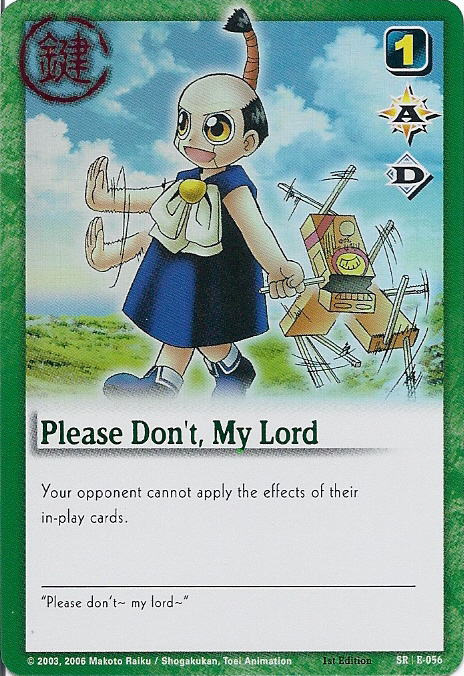 鍵
1
A
D
Please Don't, My Lord
Your opponent cannot apply the effects of their
in-play cards.
"Please don't~ my lord~"
© 2003, 2006 Makoto Raiku / Shogakukan, Toei Animation 1st Edition SR | E-056